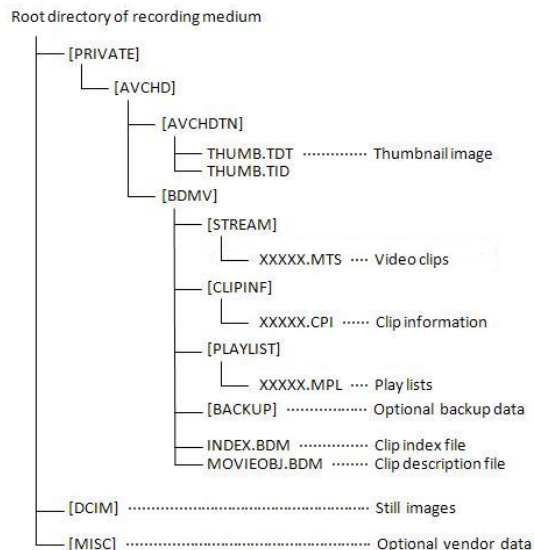 Root directory of recording medium
[PRIVATE]
[AVCHD]
[AVCHDTN]
THUMB.TDT Thumbnail image
THUMB.TID
[BDMV]
[STREAM]
XXXXX.MTS Video clips
[CLIPINF]
XXXXX.CPI Clip information
[PLAYLIST]
XXXXX.MPL Play lists
[BACKUP] Optional backup data
INDEX.BDM Clip index file
MOVIEOBJ.BDM Clip description file
[DCIM] Still images
[MISC] Optional vendor data